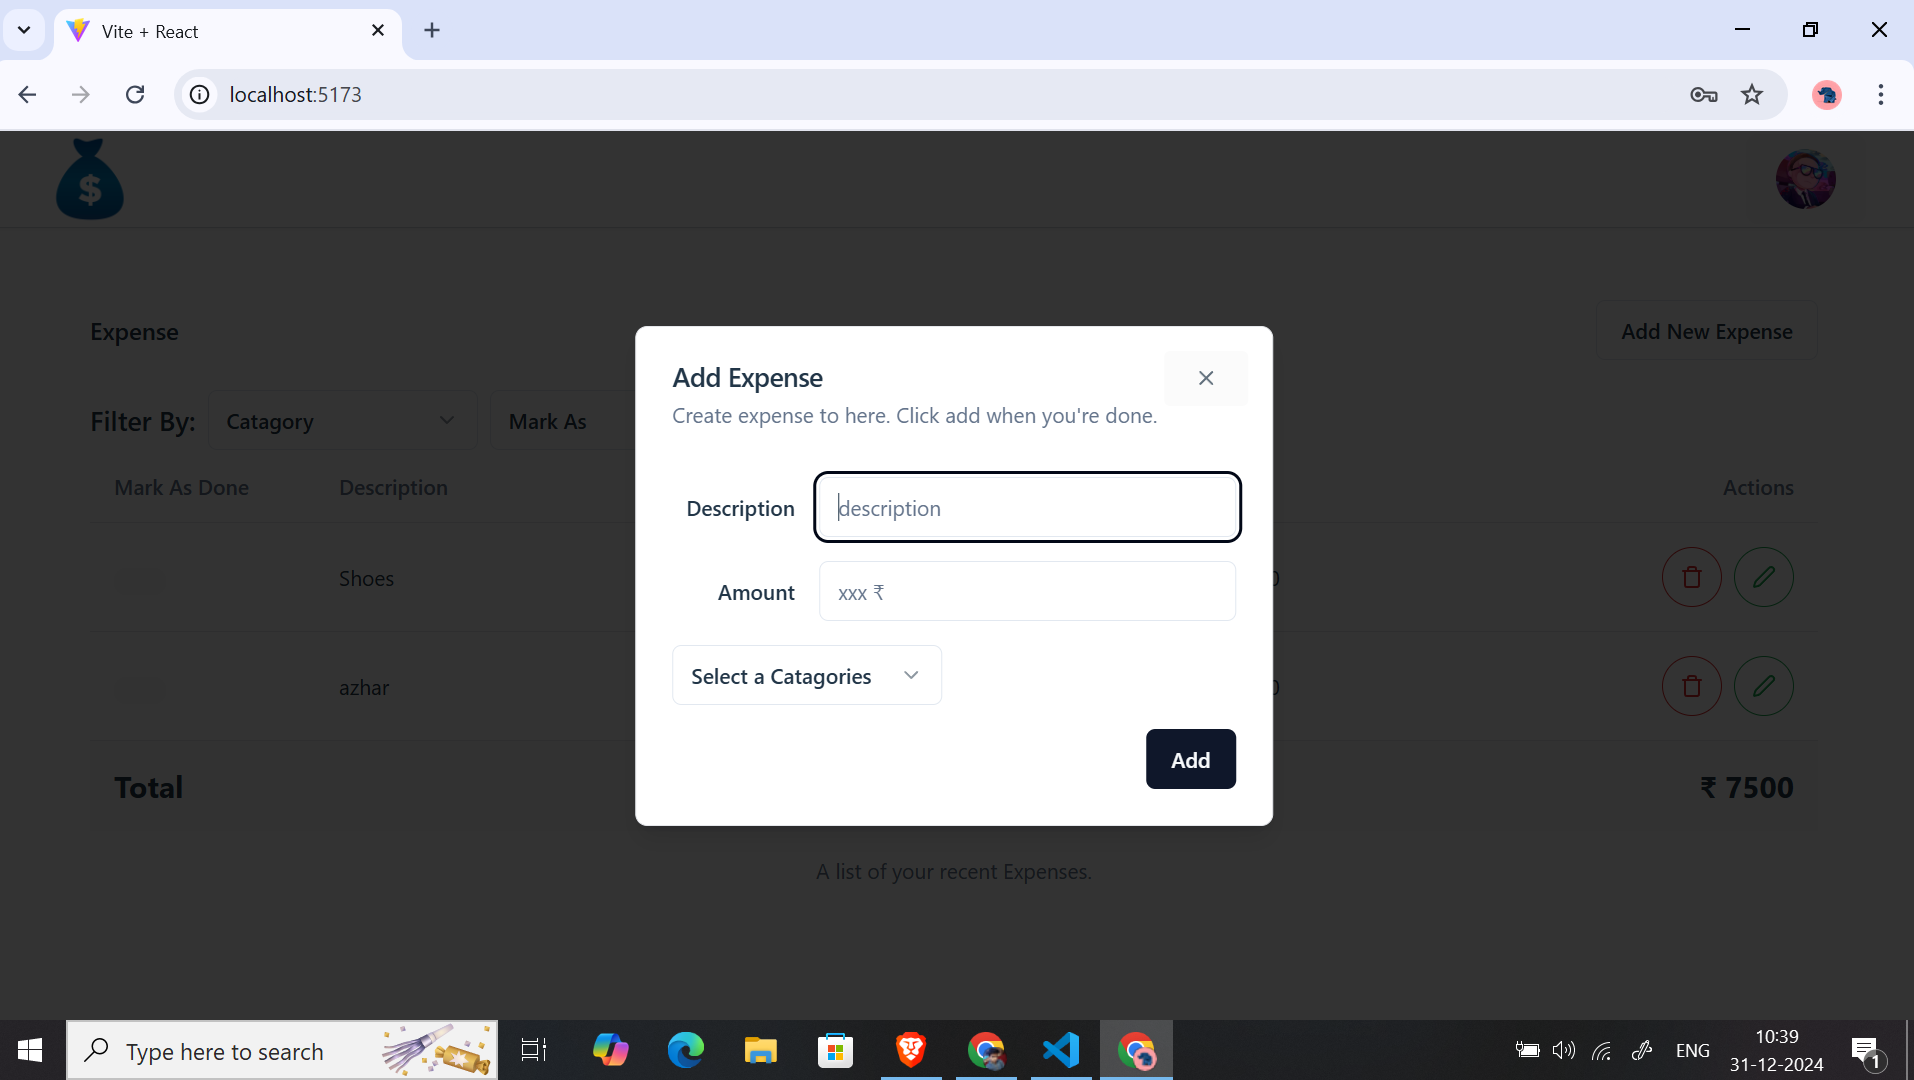 Vite + React
localhost:5173
$
Expense
Add New Expense
Filter By:
Catagory
Mark As
Mark As Done
Description
Actions
Shoes
0
azhar
0
Total
₹ 7500
A list of your recent Expenses.
Add Expense
Create expense to here. Click add when you're done.
Description
description
Amount
xxx ₹
Select a Catagories
Add
Type here to search
ENG
10:39
31-12-2024
1